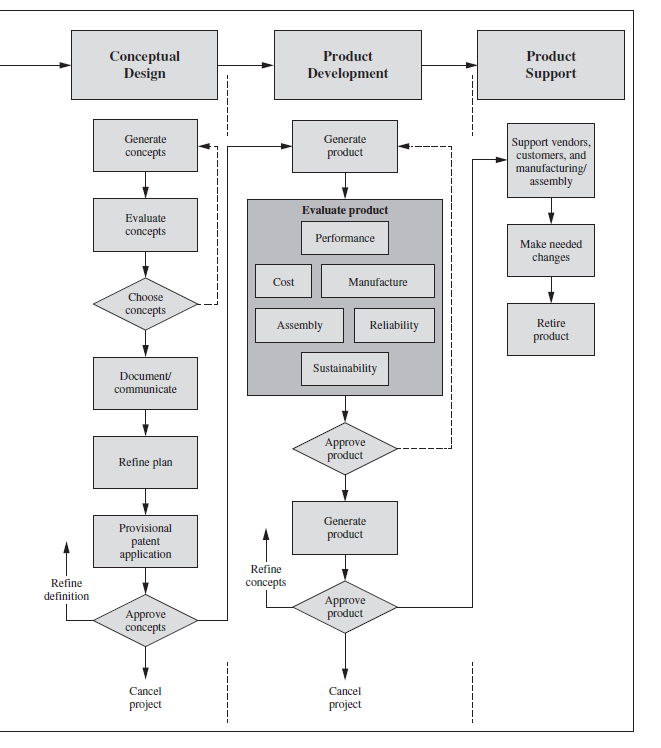 Conceptual
Design
Product
Development
Product
Support
Generate
concepts
Evaluate
concepts
Choose
concepts
Document/
communicate
Refine plan
Provisional
patent
application
Refine
definition
Approve
concepts
Cancel
project
Generate
product
Evaluate product
Performance
Cost
Manufacture
Assembly
Reliability
Sustainability
Approve
product
Generate
product
Refine
concepts
Approve
product
Cancel
project
Support vendors,
customers, and
manufacturing/
assembly
Make needed
changes
Retire
product